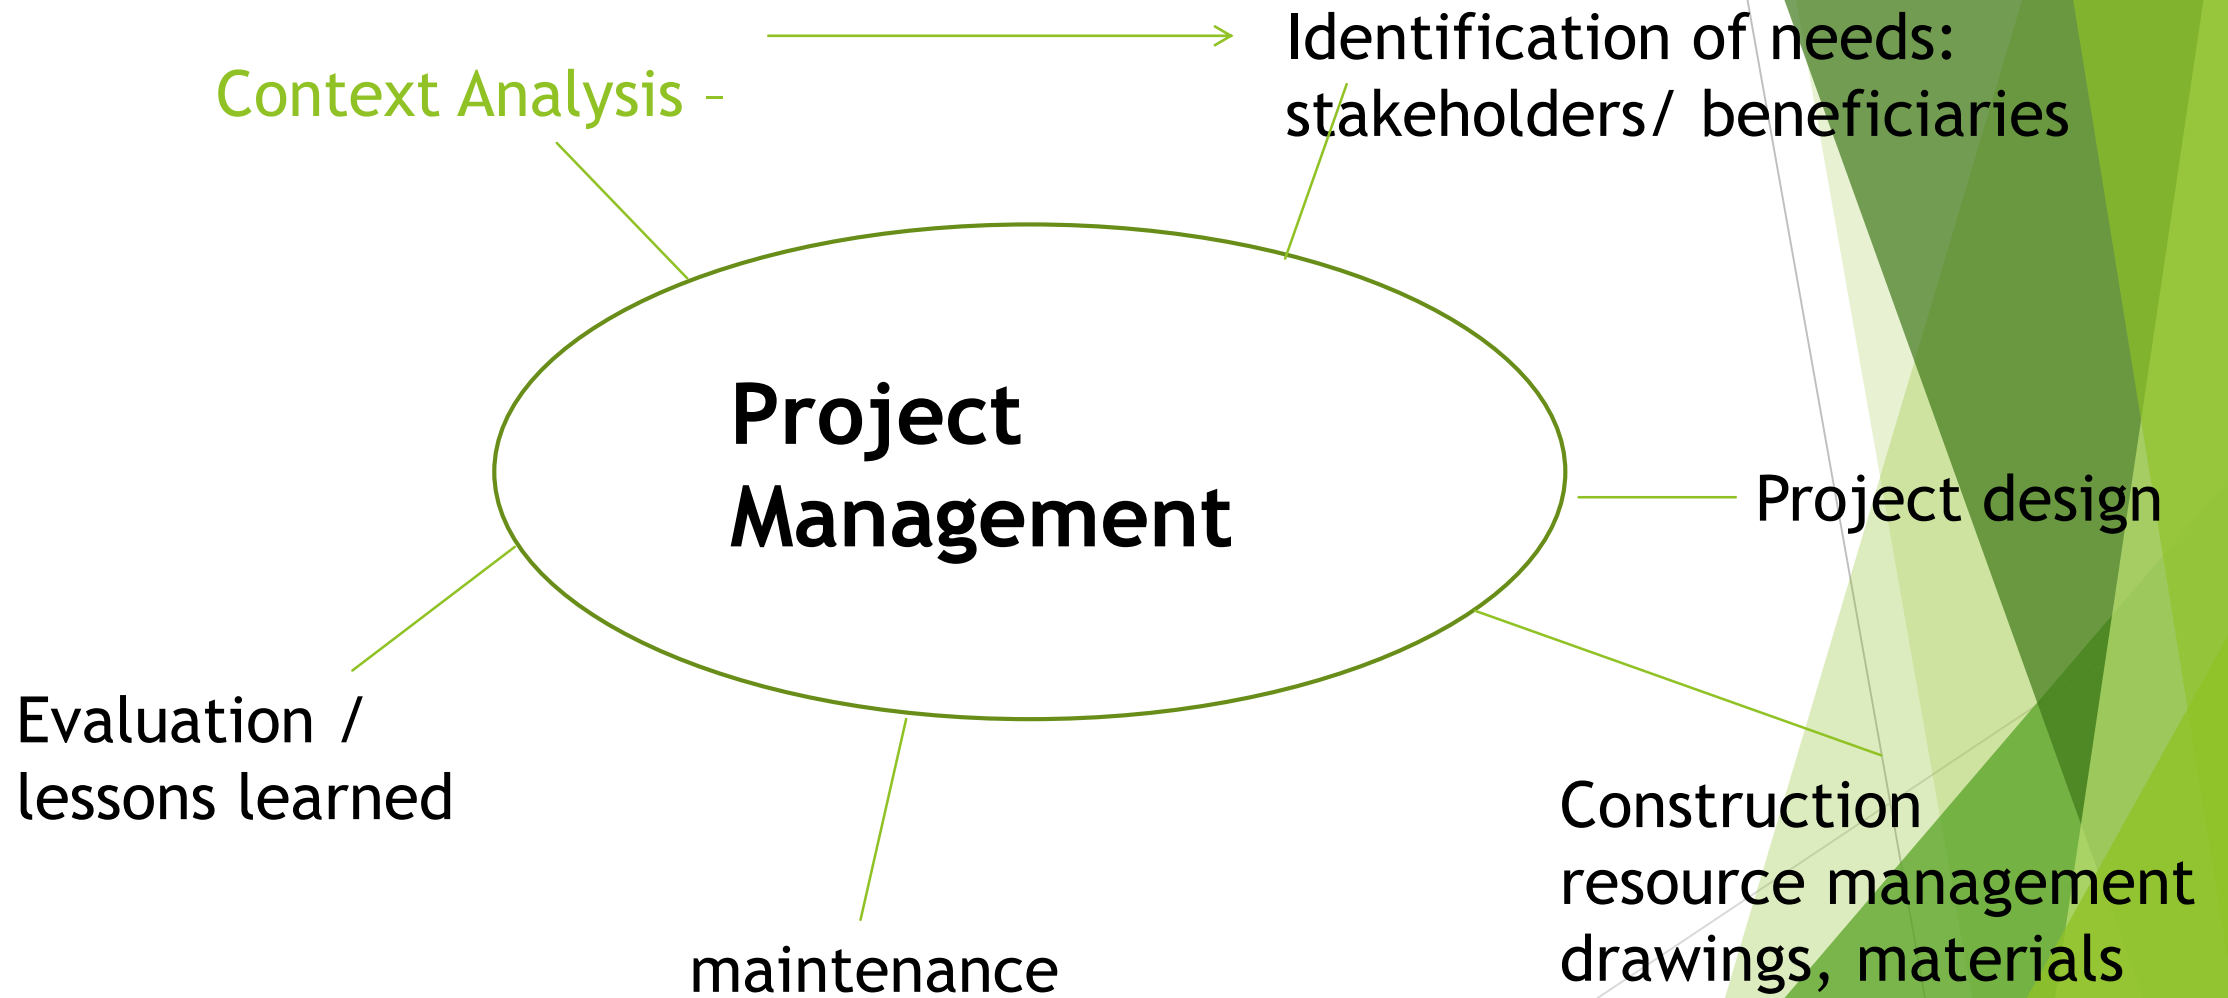 Context Analysis –
Identification of needs:
stakeholders/ beneficiaries
Project
Management
Project design
Evaluation /
lessons learned
Construction
resource management
drawings, materials
maintenance